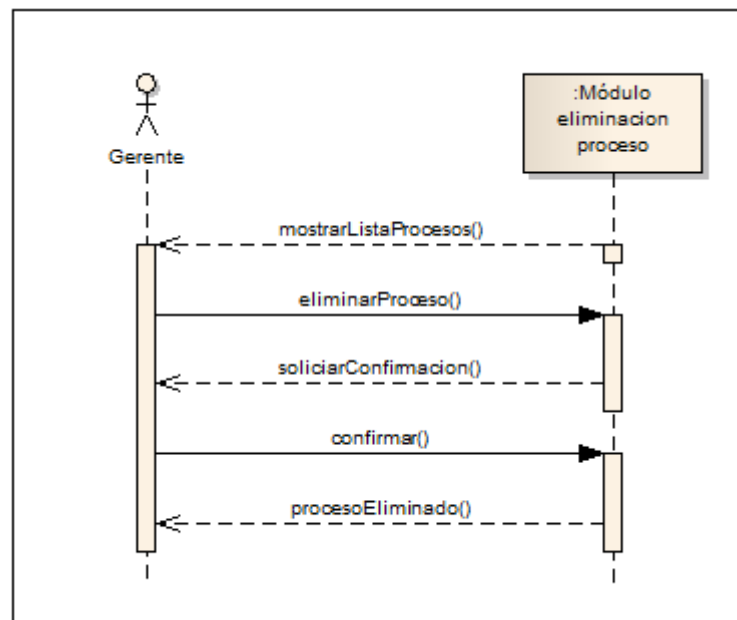 Gerente
:Módulo
eliminacion
proceso
mostrarListaProcesos()
eliminarProceso()
soliciarConfirmacion()
confirmar()
procesoEliminado()